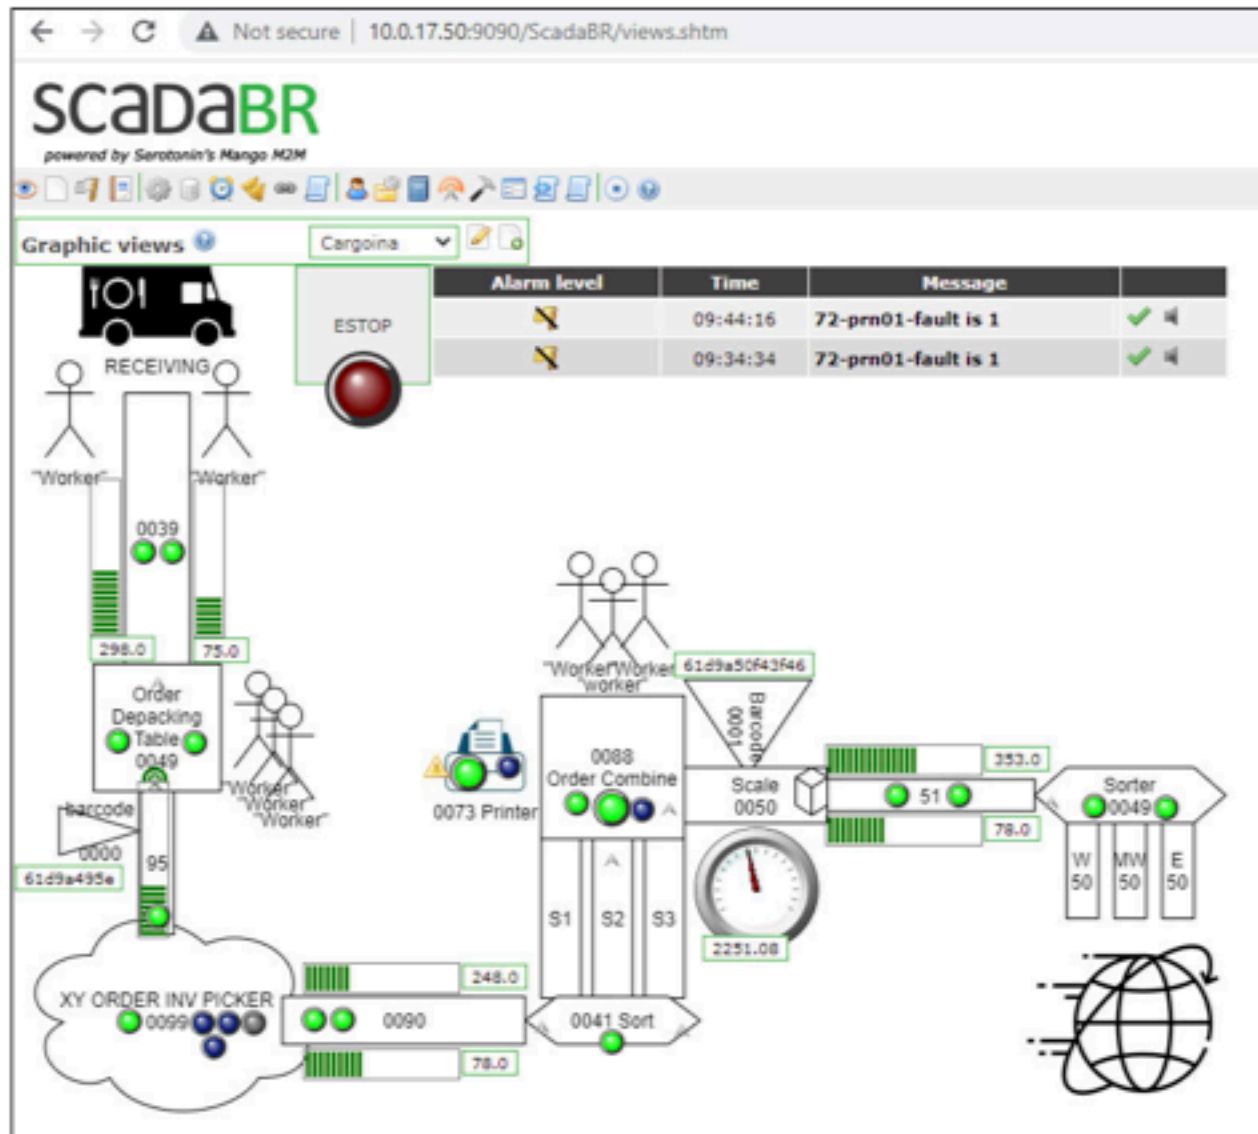 Not secure | 10.0.17.50:9090/ScadaBR/views.shtm
scadaBR
powered by Serotonin's Mango M2M
Graphic views
Cargoina
Alarm level Time Message
09:44:16 72-prn01-fault is 1
09:34:34 72-prn01-fault is 1
ESTOP
RECEIVING
"Worker" "Worker"
0039
298.0 75.0
Order
Depacking
Table
0049
"Worker"
"Worker"
"Worker"
barcode
0000
61d9a495e
95
XY ORDER INV PICKER
0099
248.0
0090
78.0
0041 Sort
S1 S2 S3
0073 Printer
"Worker" "Worker"
"worker"
0088
Order Combine
61d9a50f43f46
Barcode
0001
Scale
0050
2251.08
353.0
51
78.0
Sorter
0049
W
50
MW
50
E
50